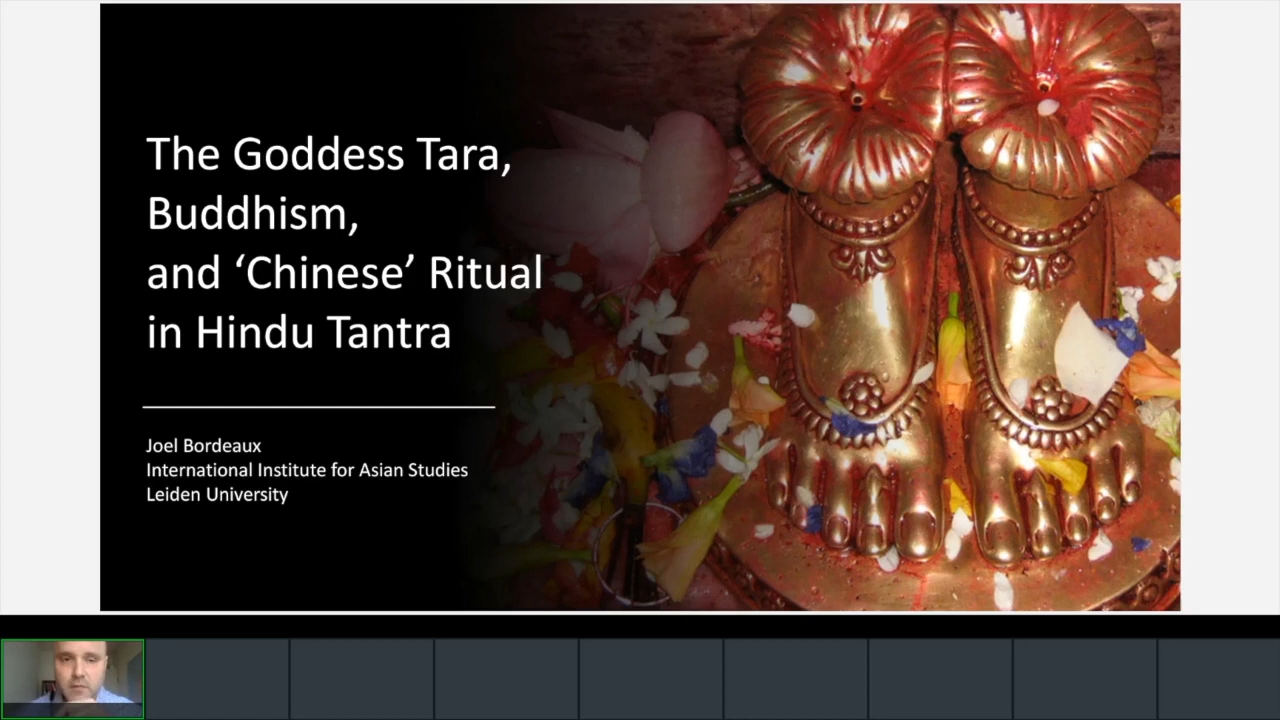 The Goddess Tara,
Buddhism,
and ‘Chinese’ Ritual
in Hindu Tantra
Joel Bordeaux
International Institute for Asian Studies
Leiden University